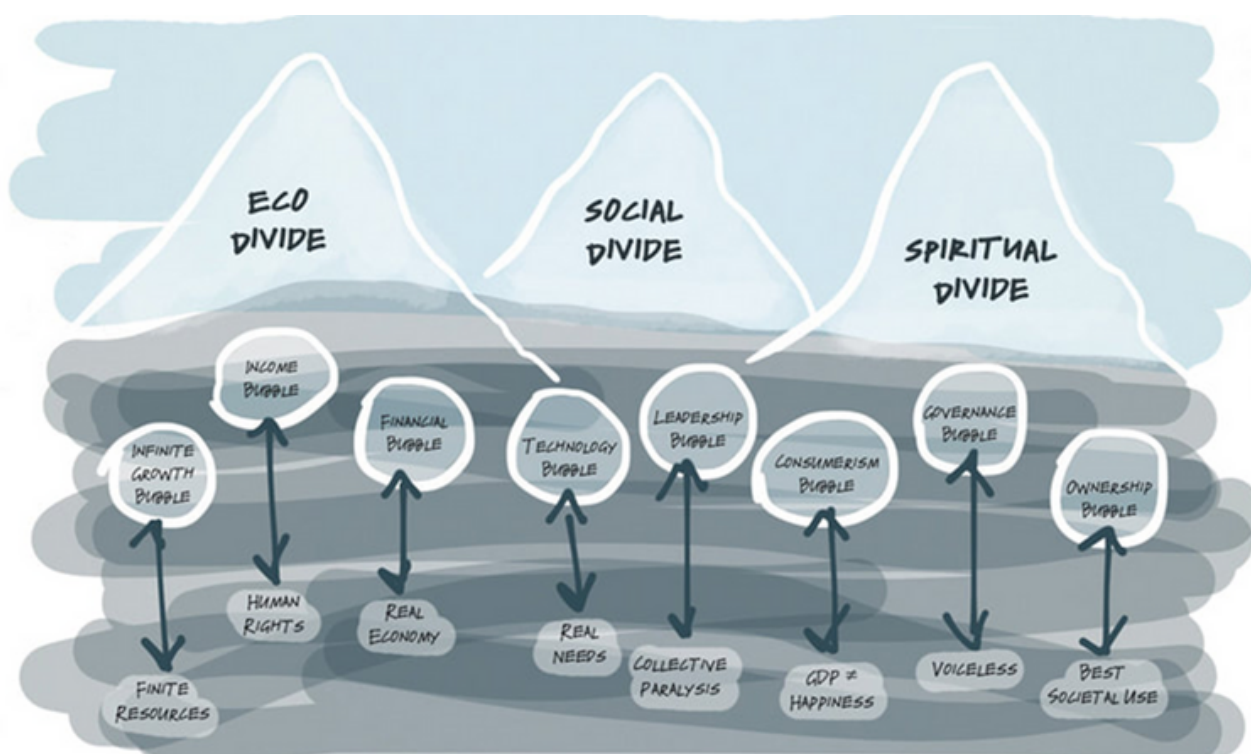 ECO
DIVIDE
SOCIAL
DIVIDE
SPIRITUAL
DIVIDE
INFINITE
GROWTH
BUBBLE
INCOME
BUBBLE
FINANCIAL
BUBBLE
TECHNOLOGY
BUBBLE
LEADERSHIP
BUBBLE
CONSUMERISM
BUBBLE
GOVERNANCE
BUBBLE
OWNERSHIP
BUBBLE
FINITE
RESOURCES
HUMAN
RIGHTS
REAL
ECONOMY
REAL
NEEDS
COLLECTIVE
PARALYSIS
GDP ≠
HAPPINESS
VOICELESS
BEST
SOCIETAL USE